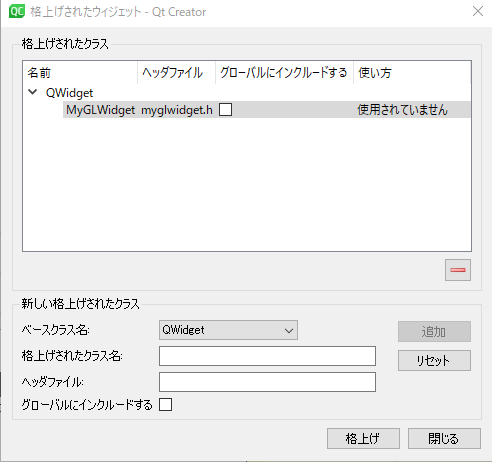 格上げされたウィジェット - Qt Creator
格上げされたクラス
名前 ヘッダファイル グローバルにインクルードする 使い方
QWidget
MyGLWidget myglwidget.h 使用されていません
新しい格上げされたクラス
ベースクラス名: QWidget 追加
格上げされたクラス名: リセット
ヘッダファイル:
グローバルにインクルードする
格上げ 閉じる